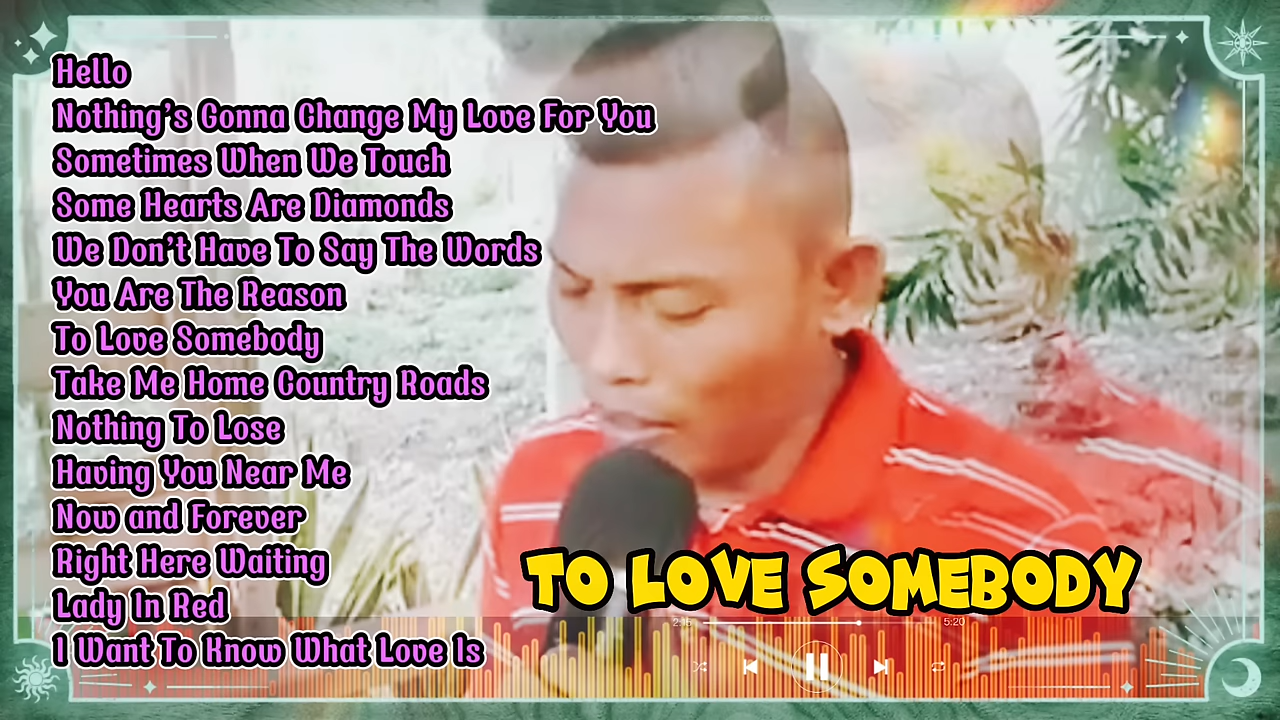 Hello
Nothing's Gonna Change My Love For You
Sometimes When We Touch
Some Hearts Are Diamonds
We Don't Have To Say The Words
You Are The Reason
To Love Somebody
Take Me Home Country Roads
Nothing To Lose
Having You Near Me
Now and Forever
Right Here Waiting
Lady In Red
I Want To Know What Love Is
TO LOVE SOMEBODY
2:15
5:20